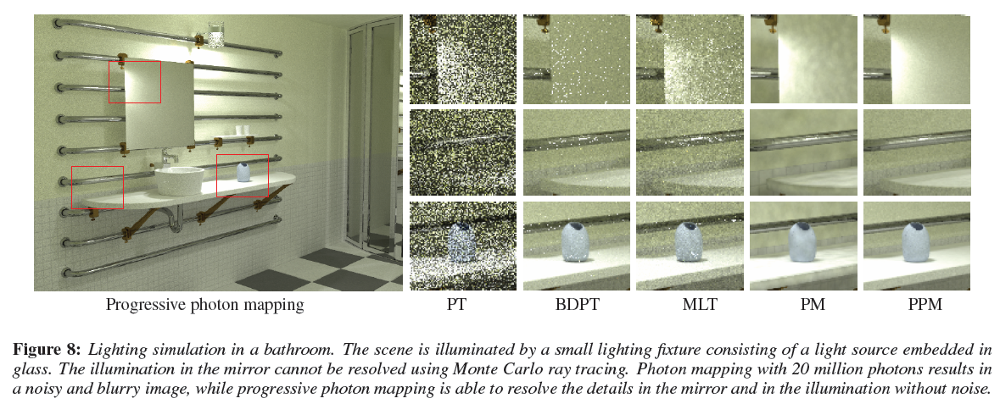 Progressive photon mapping PT BDPT MLT PM PPM
Figure 8: Lighting simulation in a bathroom. The scene is illuminated by a small lighting fixture consisting of a light source embedded in
glass. The illumination in the mirror cannot be resolved using Monte Carlo ray tracing. Photon mapping with 20 million photons results in
a noisy and blurry image, while progressive photon mapping is able to resolve the details in the mirror and in the illumination without noise.